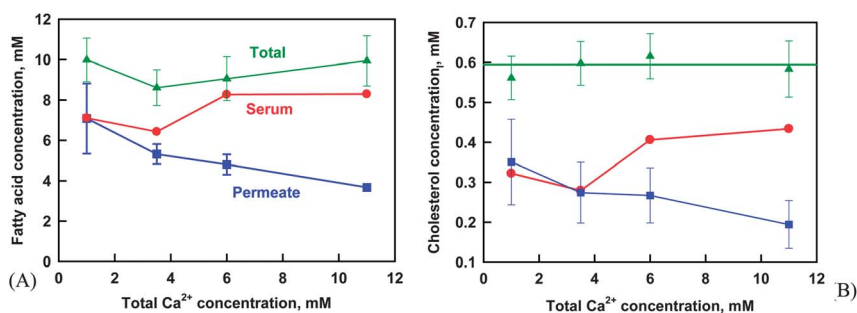 12
10
8
6
4
2
0
Fatty acid concentration, mM
Total
Serum
Permeate
0 2 4 6 8 10 12
Total Ca²⁺ concentration, mM
(A)
0.7
0.6
0.5
0.4
0.3
0.2
0.1
Cholesterol concentration, mM
0 2 4 6 8 10 12
Total Ca²⁺ concentration, mM
B)